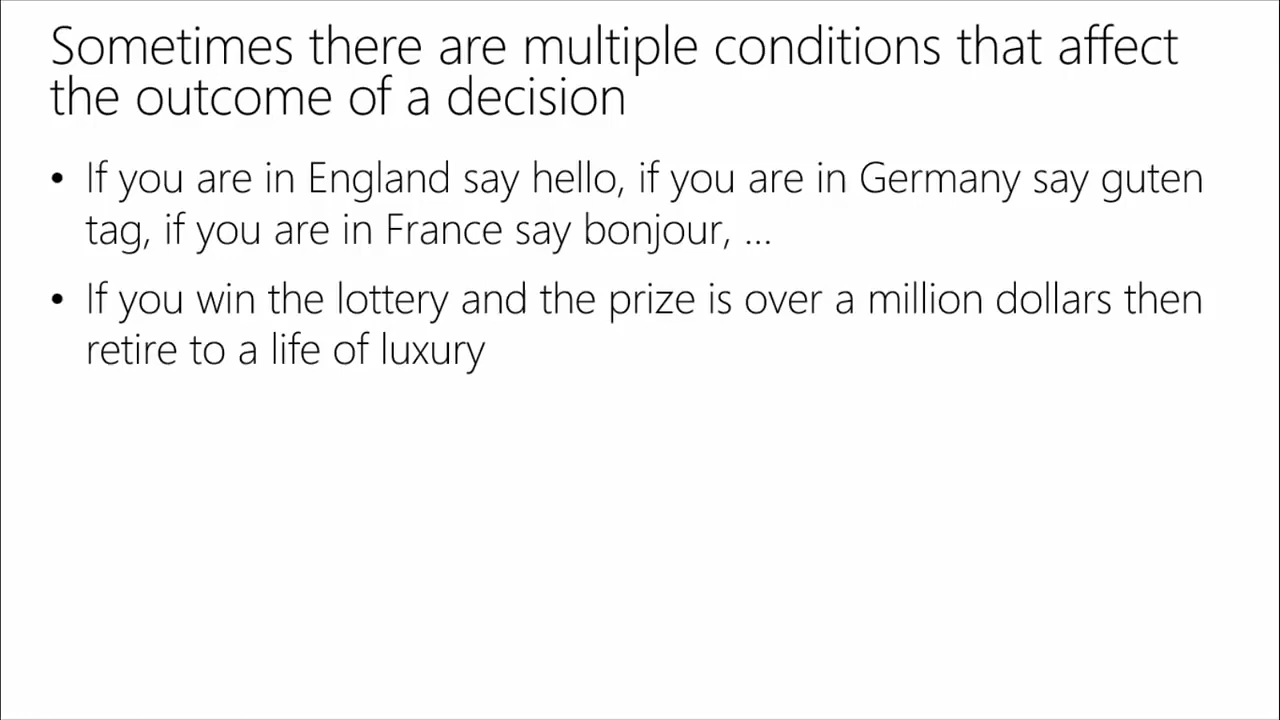 Sometimes there are multiple conditions that affect
the outcome of a decision
• If you are in England say hello, if you are in Germany say guten
tag, if you are in France say bonjour, ...
• If you win the lottery and the prize is over a million dollars then
retire to a life of luxury